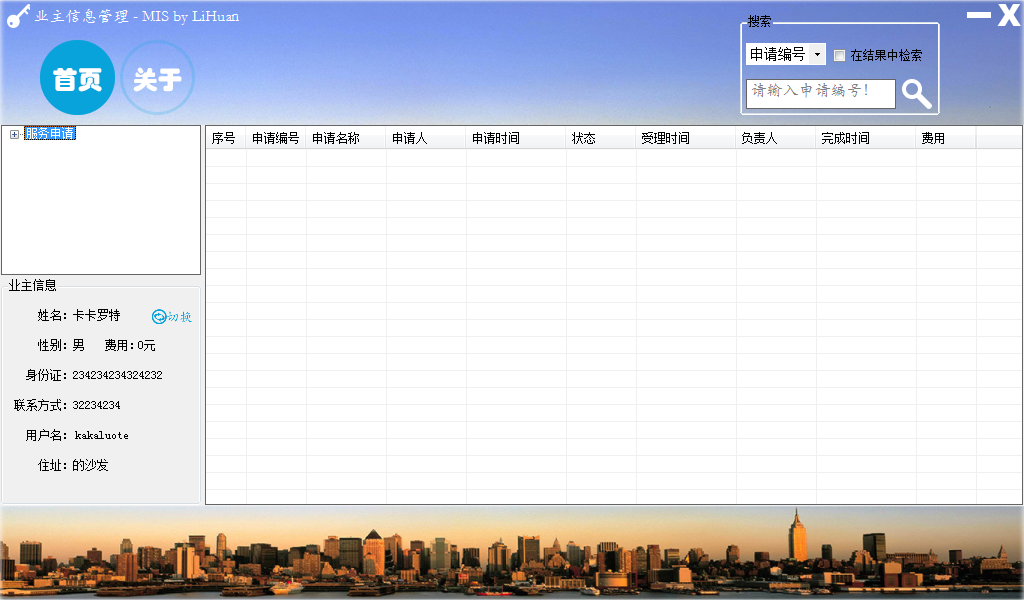 业主信息管理 - MIS by LiHuan
首页 关于
搜索
申请编号 在结果中检索
请输入申请编号!
服务申请
序号 申请编号 申请名称 申请人 申请时间 状态 受理时间 负责人 完成时间 费用
业主信息
姓名: 卡卡罗特 切换
性别: 男 费用: 0元
身份证: 234234234324232
联系方式: 32234234
用户名: kakaluote
住址: 的沙发